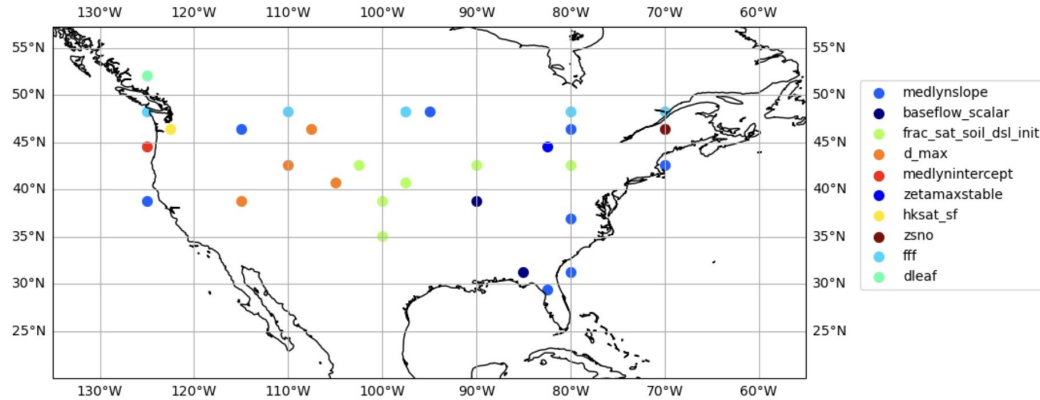 130°W 120°W 110°W 100°W 90°W 80°W 70°W 60°W
55°N 55°N
50°N 50°N
45°N 45°N
40°N 40°N
35°N 35°N
30°N 30°N
25°N 25°N
130°W 120°W 110°W 100°W 90°W 80°W 70°W 60°W
medlynslope
baseflow_scalar
frac_sat_soil_dsl_init
d_max
medlynintercept
zetamaxstable
hksat_sf
zsno
fff
dleaf